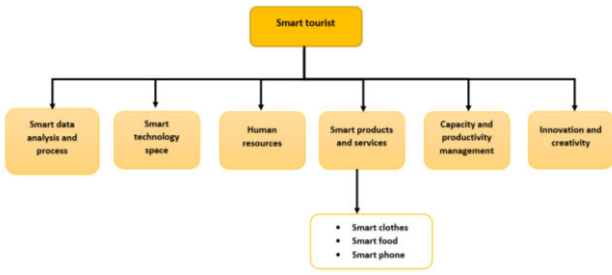 Smart tourist
Smart data
analysis and
process
Smart
technology
space
Human
resources
Smart products
and services
Capacity and
productivity
management
Innovation and
creativity
• Smart clothes
• Smart food
• Smart phone